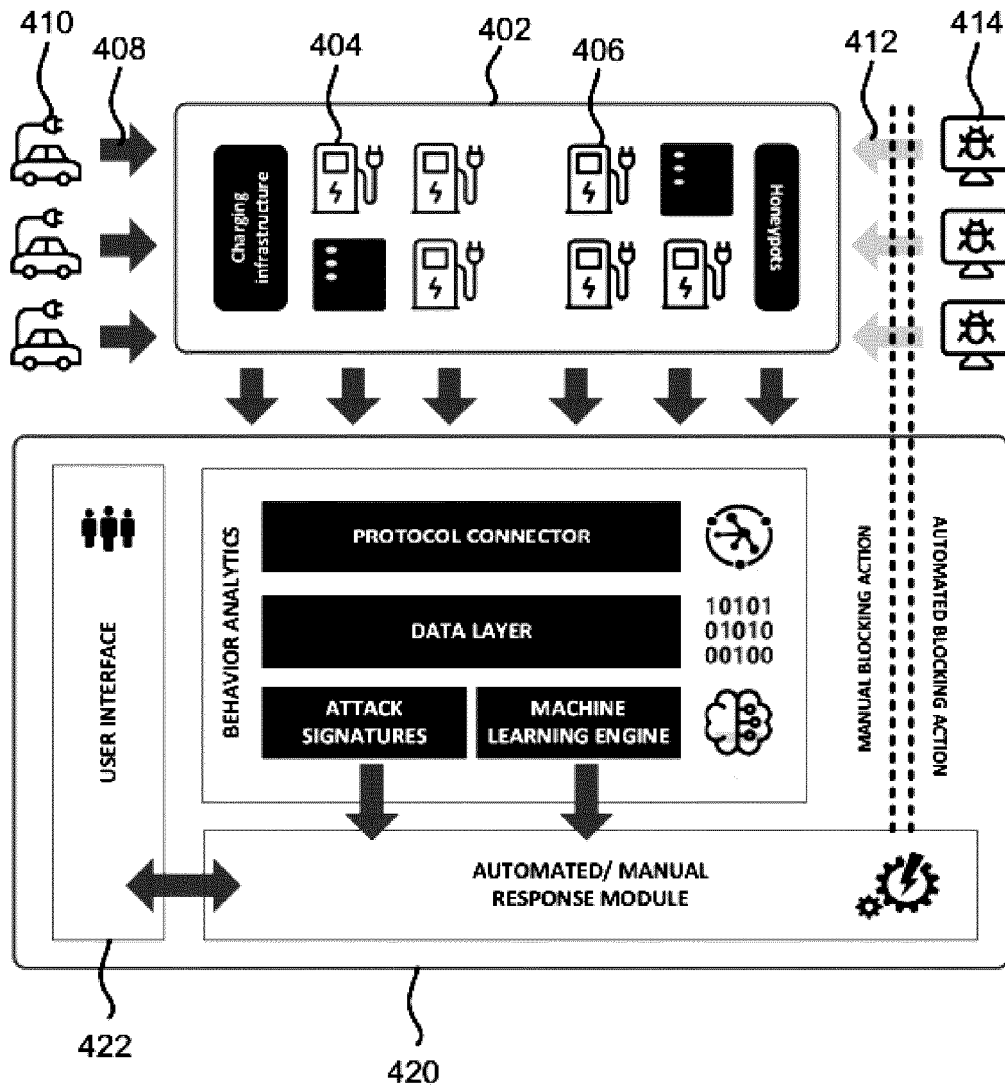 410
408
404
402
406
412
414
Charging
infrastructure
Honeypots
USER INTERFACE
BEHAVIOR ANALYTICS
PROTOCOL CONNECTOR
DATA LAYER
10101
01010
00100
ATTACK
SIGNATURES
MACHINE
LEARNING ENGINE
MANUAL BLOCKING ACTION
AUTOMATED BLOCKING ACTION
AUTOMATED/ MANUAL
RESPONSE MODULE
422
420